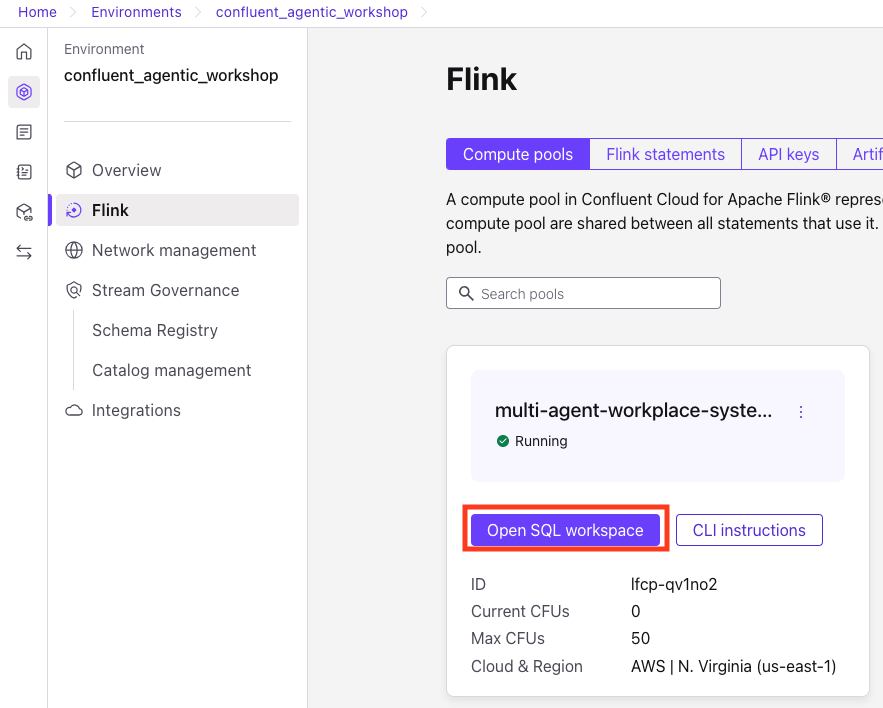 Home
Environments
confluent_agentic_workshop
Environment
confluent_agentic_workshop
Overview
Flink
Network management
Stream Governance
Schema Registry
Catalog management
Integrations
Flink
Compute pools
Flink statements
API keys
Artif
A compute pool in Confluent Cloud for Apache Flink® repres
compute pool are shared between all statements that use it.
pool.
Search pools
multi-agent-workplace-syste...
Running
Open SQL workspace
CLI instructions
ID lfcp-qv1no2
Current CFUs 0
Max CFUs 50
Cloud & Region AWS | N. Virginia (us-east-1)